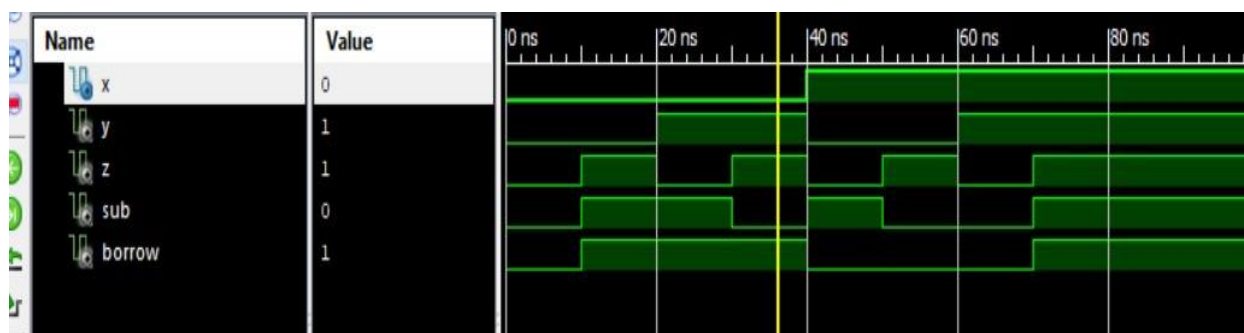 Name Value 0 ns 20 ns 40 ns 60 ns 80 ns
x 0
y 1
z 1
sub 0
borrow 1